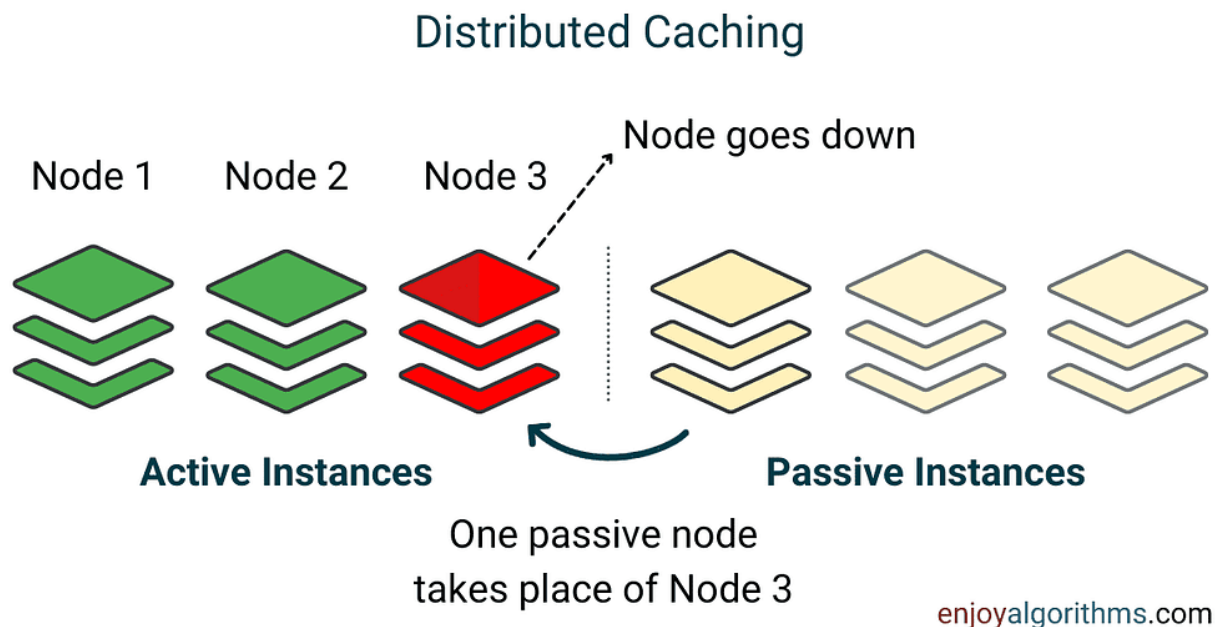 Distributed Caching
Node goes down
Node 1
Node 2
Node 3
Active Instances
Passive Instances
One passive node
takes place of Node 3
enjoyalgorithms.com